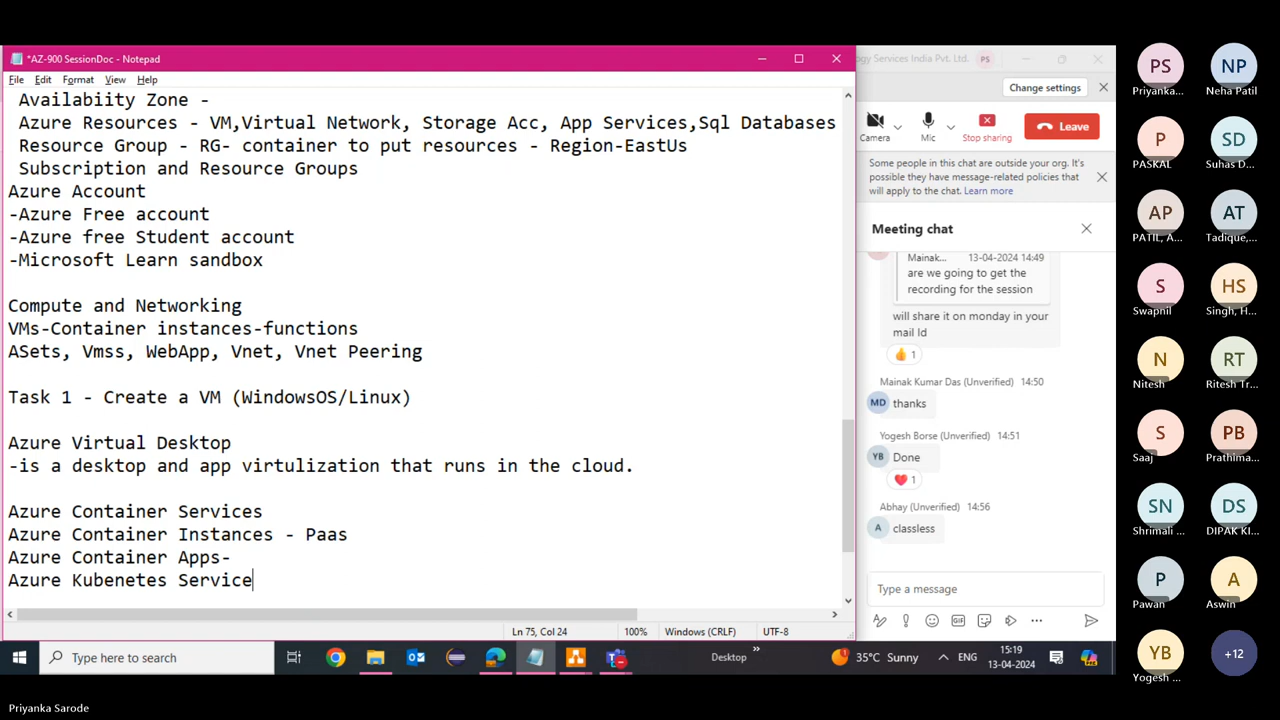 *AZ-900 SessionDoc - Notepad
File Edit Format View Help
Availabiity Zone -
Azure Resources - VM,Virtual Network, Storage Acc, App Services,Sql Databases
Resource Group - RG- container to put resources - Region-EastUs
Subscription and Resource Groups
Azure Account
-Azure Free account
-Azure free Student account
-Microsoft Learn sandbox
Compute and Networking
VMs-Container instances-functions
ASets, Vmss, WebApp, Vnet, Vnet Peering
Task 1 - Create a VM (WindowsOS/Linux)
Azure Virtual Desktop
-is a desktop and app virtulization that runs in the cloud.
Azure Container Services
Azure Container Instances - Paas
Azure Container Apps-
Azure Kubenetes Service
Ln 75, Col 24 100% Windows (CRLF) UTF-8
ogy Services India Pvt. Ltd. PS
Change settings
Camera Mic Stop sharing Leave
Some people in this chat are outside your org. It's
possible they have message-related policies that
will apply to the chat. Learn more
Meeting chat
Mainak... 13-04-2024 14:49
are we going to get the
recording for the session
will share it on monday in your
mail Id
1
Mainak Kumar Das (Unverified) 14:50
MD thanks
Yogesh Borse (Unverified) 14:51
YB Done
1
Abhay (Unverified) 14:56
A classless
Type a message
GIF
Type here to search
Desktop
35°C Sunny
ENG
15:19
13-04-2024
PS NP
Priyanka... Neha Patil
P SD
PASKAL Suhas D...
AP AT
PATIL, A... Tadique,...
S HS
Swapnil Singh, H...
N RT
Nitesh Ritesh Tr...
S PB
Saaj Prathima...
SN DS
Shrimali ... DIPAK KI...
P A
Pawan Aswin
YB +12
Yogesh ...
Priyanka Sarode